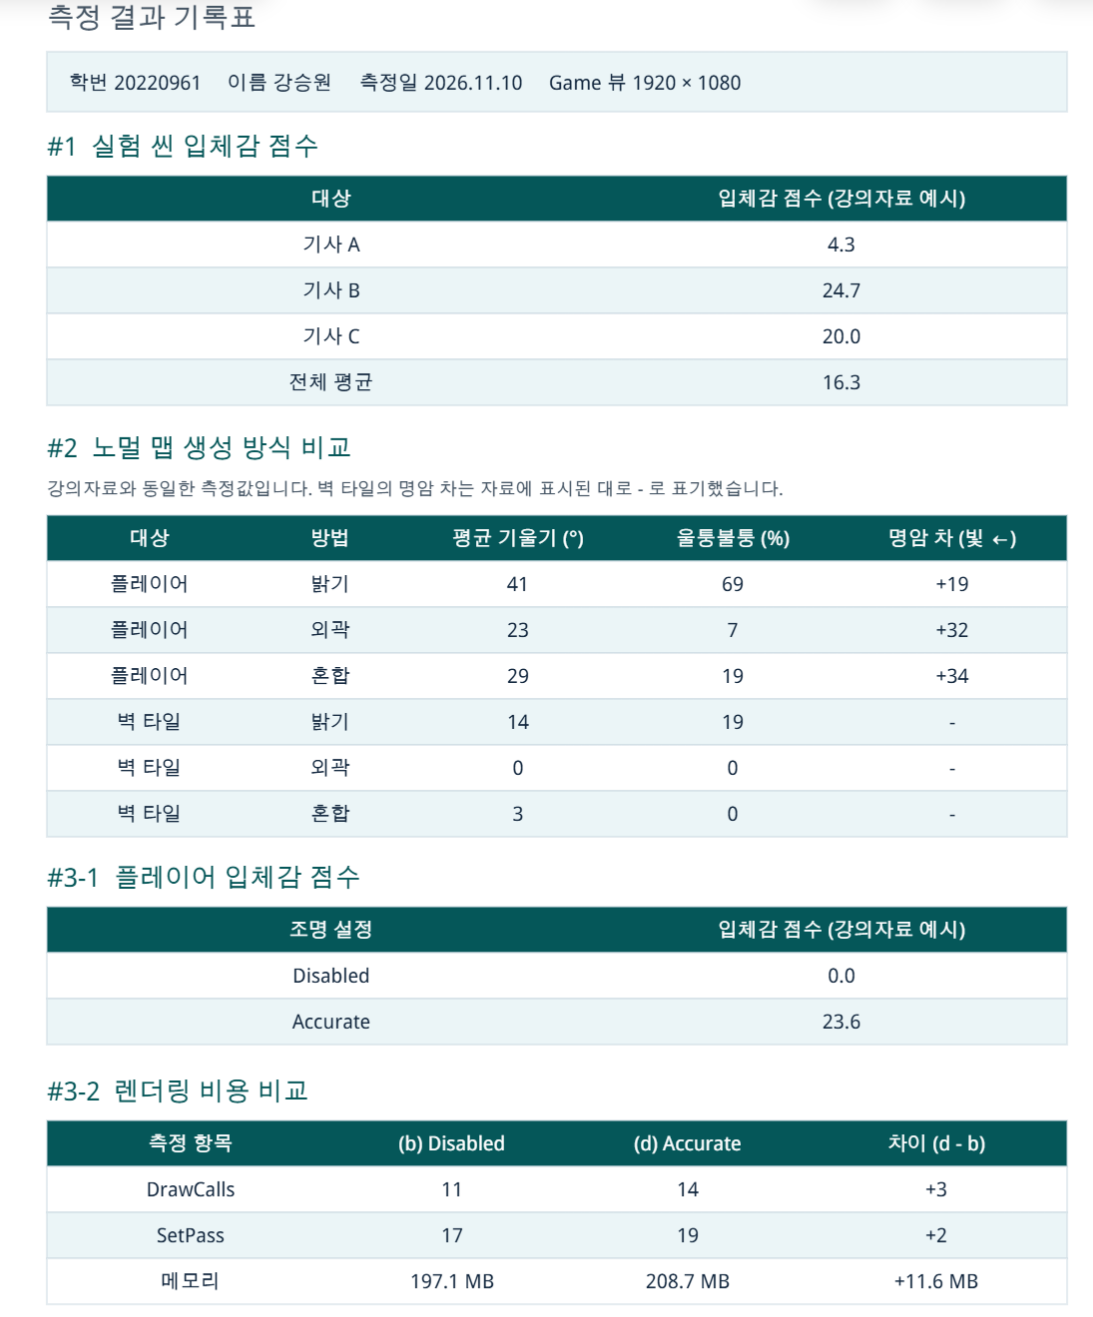 측정 결과 기록표
학번 20220961 이름 강승원 측정일 2026.11.10 Game 뷰 1920 × 1080
#1 실험 씬 입체감 점수
대상 입체감 점수 (강의자료 예시)
기사 A 4.3
기사 B 24.7
기사 C 20.0
전체 평균 16.3
#2 노멀 맵 생성 방식 비교
강의자료와 동일한 측정값입니다. 벽 타일의 명암 차는 자료에 표시된 대로 - 로 표기했습니다.
대상 방법 평균 기울기 (°) 울퉁불퉁 (%) 명암 차 (빛 ←)
플레이어 밝기 41 69 +19
플레이어 외곽 23 7 +32
플레이어 혼합 29 19 +34
벽 타일 밝기 14 19 -
벽 타일 외곽 0 0 -
벽 타일 혼합 3 0 -
#3-1 플레이어 입체감 점수
조명 설정 입체감 점수 (강의자료 예시)
Disabled 0.0
Accurate 23.6
#3-2 렌더링 비용 비교
측정 항목 (b) Disabled (d) Accurate 차이 (d - b)
DrawCalls 11 14 +3
SetPass 17 19 +2
메모리 197.1 MB 208.7 MB +11.6 MB